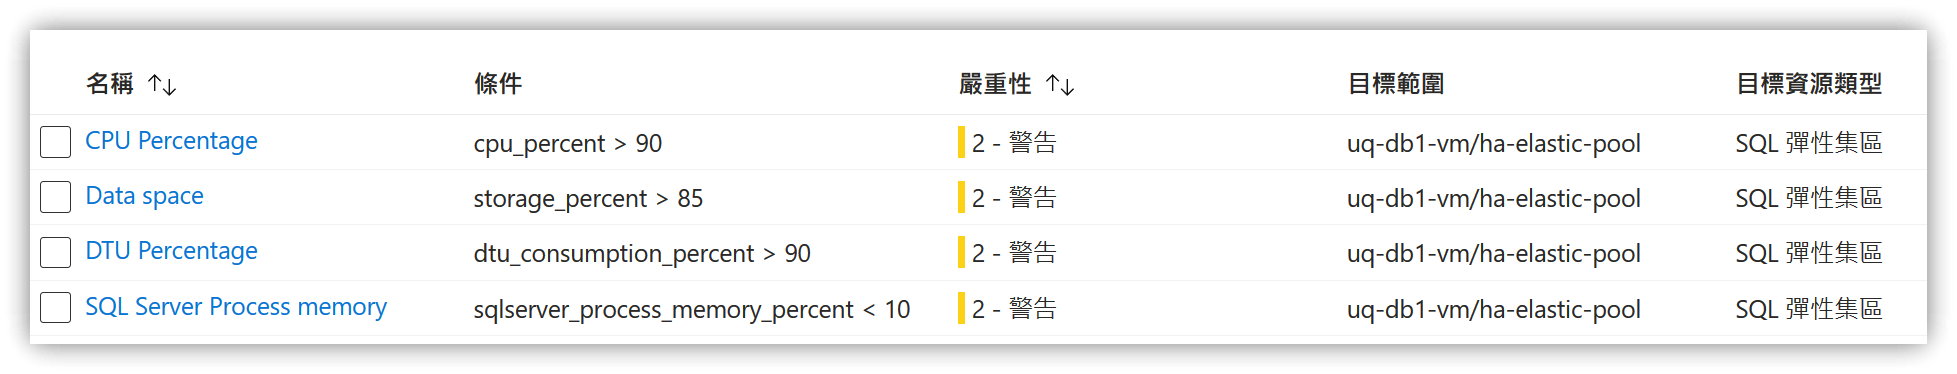 名稱 ↑↓ 條件 嚴重性 ↑↓ 目標範圍 目標資源類型
CPU Percentage cpu_percent > 90 2 - 警告 uq-db1-vm/ha-elastic-pool SQL 彈性集區
Data space storage_percent > 85 2 - 警告 uq-db1-vm/ha-elastic-pool SQL 彈性集區
DTU Percentage dtu_consumption_percent > 90 2 - 警告 uq-db1-vm/ha-elastic-pool SQL 彈性集區
SQL Server Process memory sqlserver_process_memory_percent < 10 2 - 警告 uq-db1-vm/ha-elastic-pool SQL 彈性集區